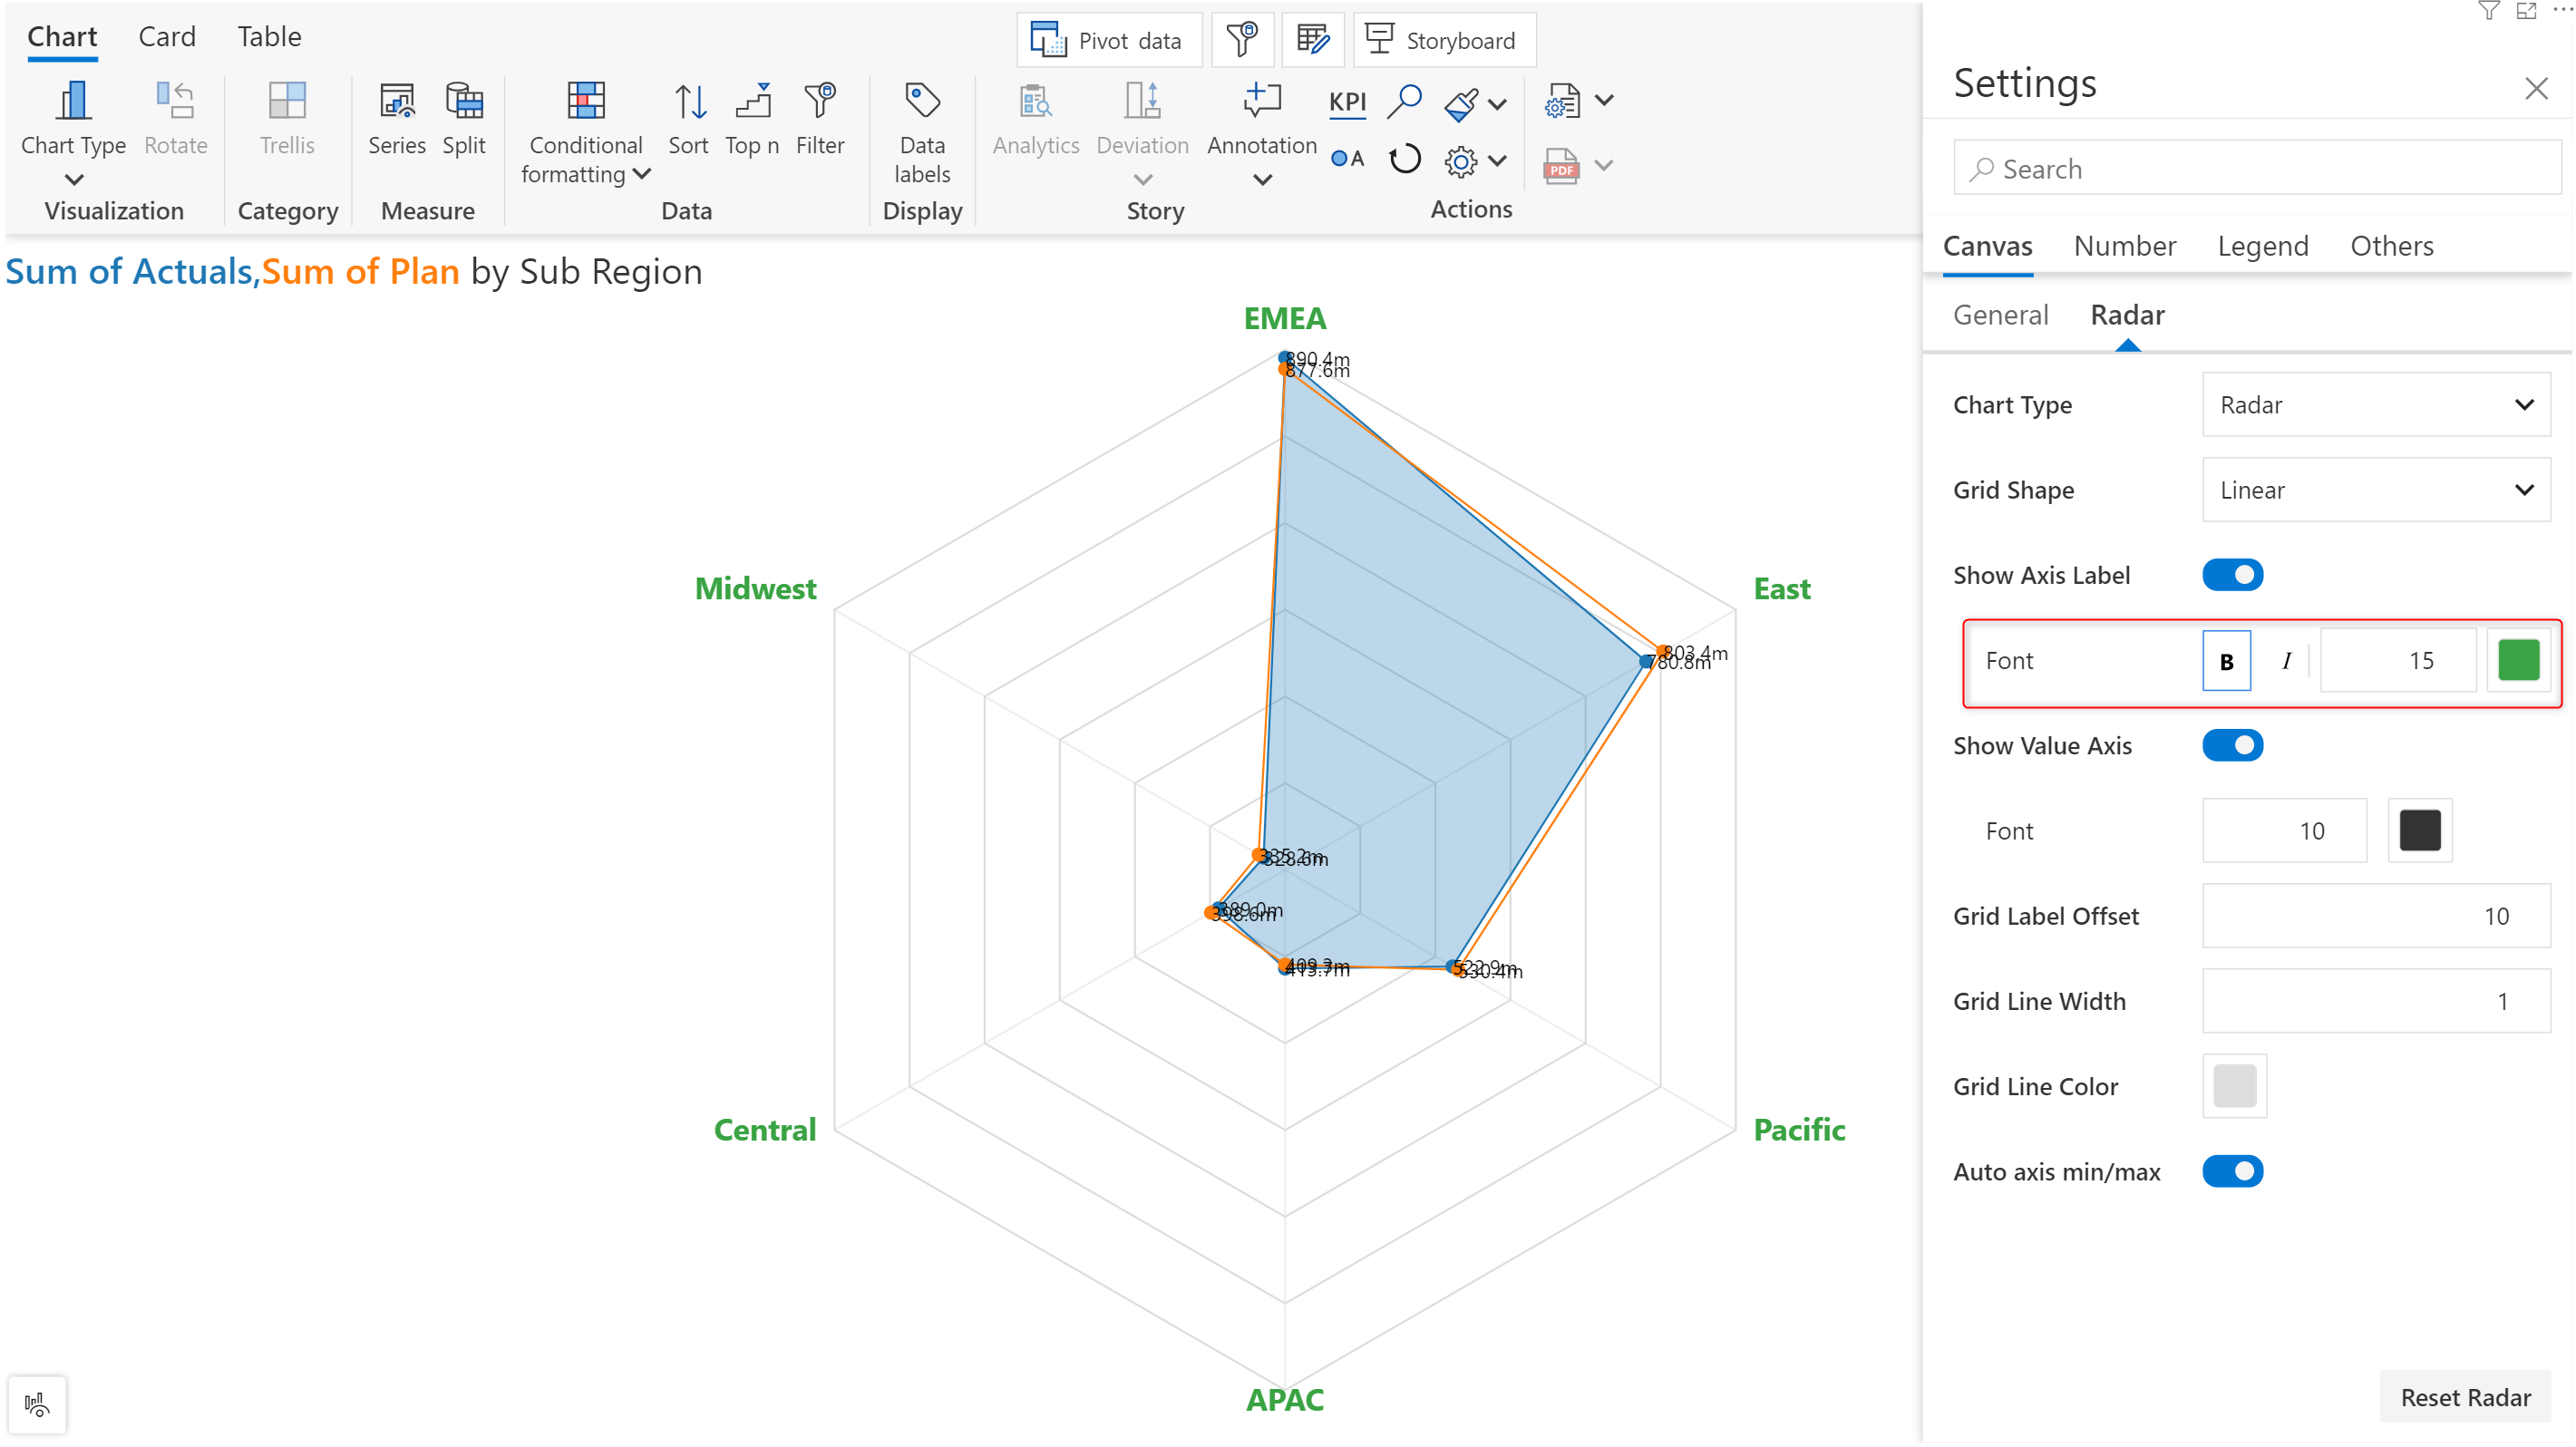 Chart Card Table
Pivot data Storyboard
Chart Type Rotate Trellis Series Split Conditional formatting Sort Top n Filter Data labels Analytics Deviation Annotation KPI A PDF
Visualization Category Measure Data Display Story Actions
Sum of Actuals,Sum of Plan by Sub Region
EMEA
890.4m
877.6m
Midwest
East
803.4m
780.8m
335.2m
328.6m
389.0m
398.6m
409.3m
413.7m
522.9m
530.4m
Central
Pacific
APAC
Settings
Search
Canvas Number Legend Others
General Radar
Chart Type Radar
Grid Shape Linear
Show Axis Label
Font B I 15
Show Value Axis
Font 10
Grid Label Offset 10
Grid Line Width 1
Grid Line Color
Auto axis min/max
Reset Radar